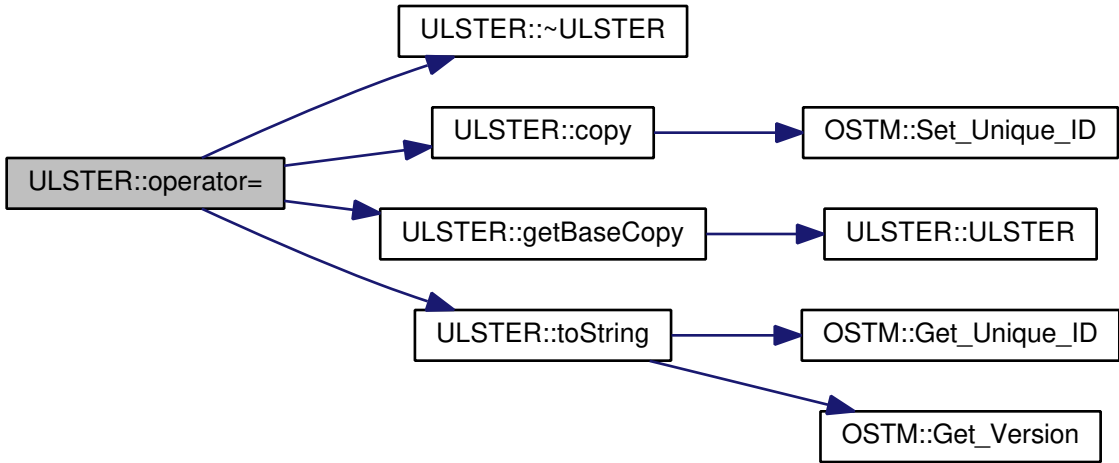 ULSTER::~ULSTER
ULSTER::copy
OSTM::Set_Unique_ID
ULSTER::operator=
ULSTER::getBaseCopy
ULSTER::ULSTER
ULSTER::toString
OSTM::Get_Unique_ID
OSTM::Get_Version